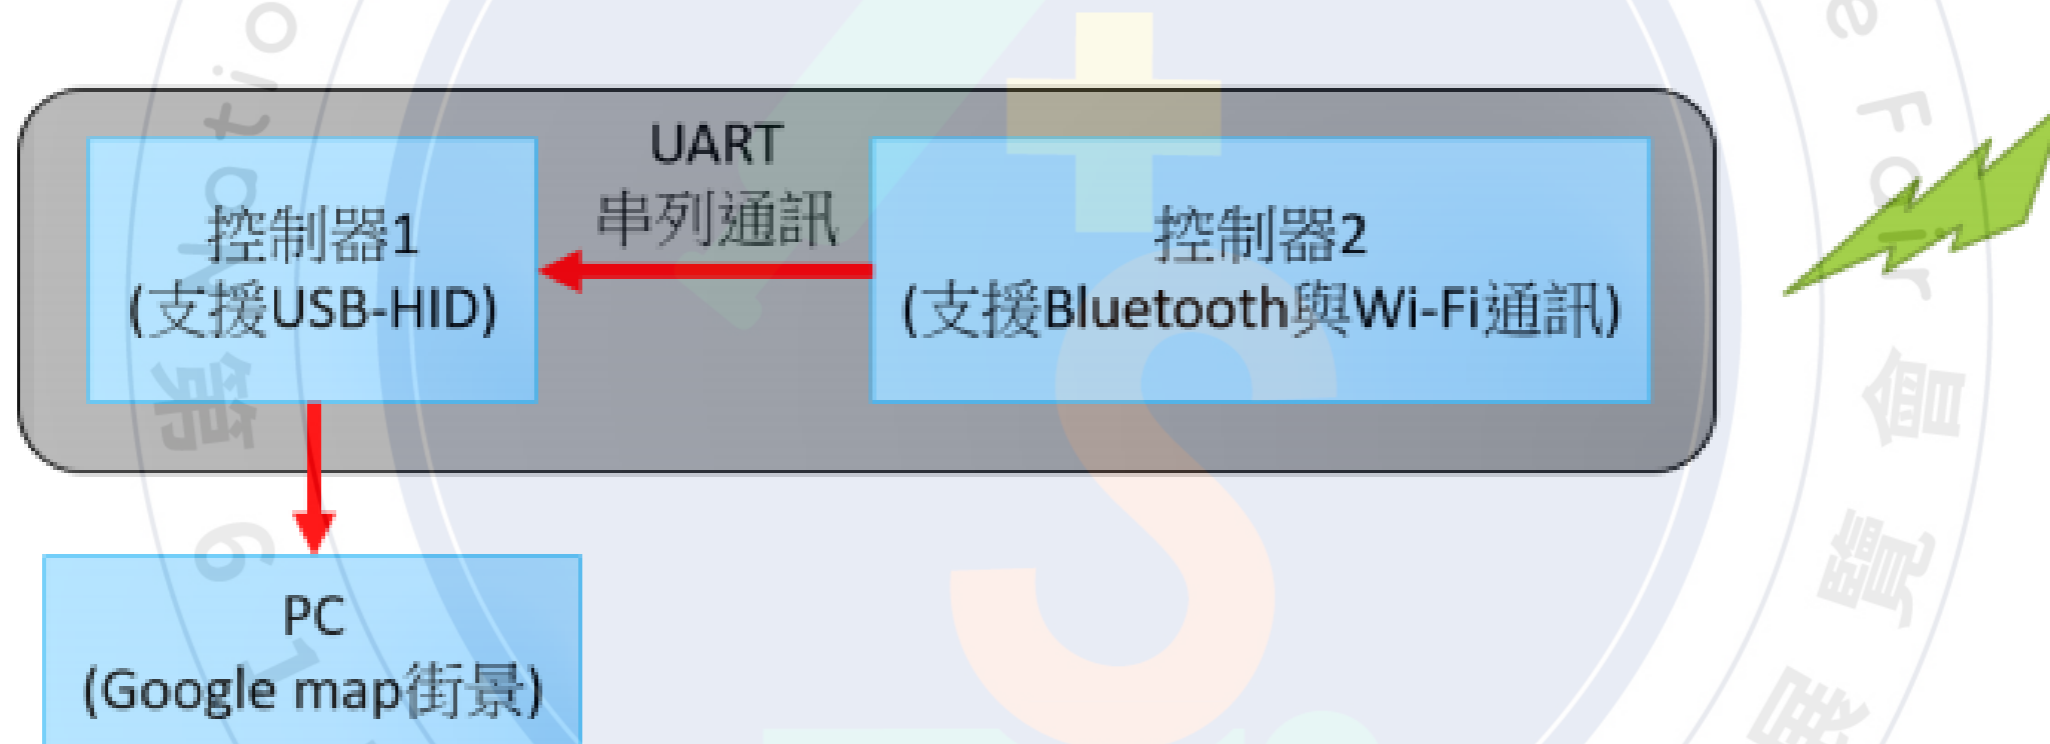 UART
串列通訊
控制器1
(支援USB-HID)
控制器2
(支援Bluetooth與Wi-Fi通訊)
PC
(Google map街景)